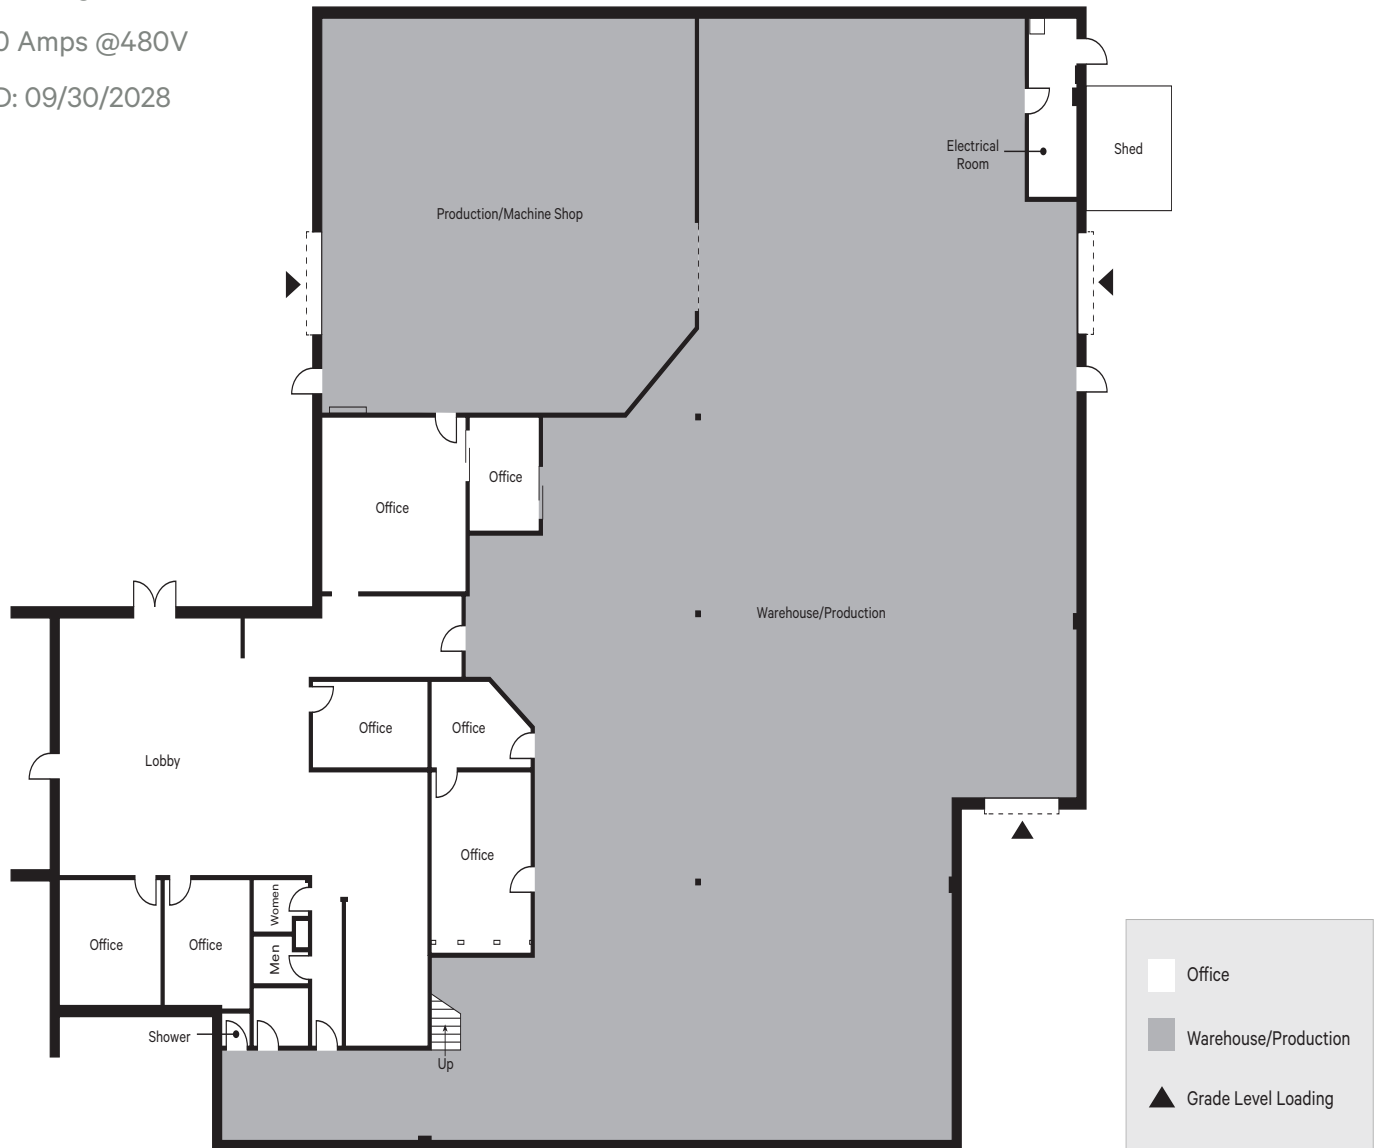 0 Amps @480V
D: 09/30/2028
Electrical
Room
Shed
Production/Machine Shop
Office
Office
Warehouse/Production
Office
Office
Lobby
Office
Women
Office
Office
Men
Shower
Up
Office
Warehouse/Production
Grade Level Loading